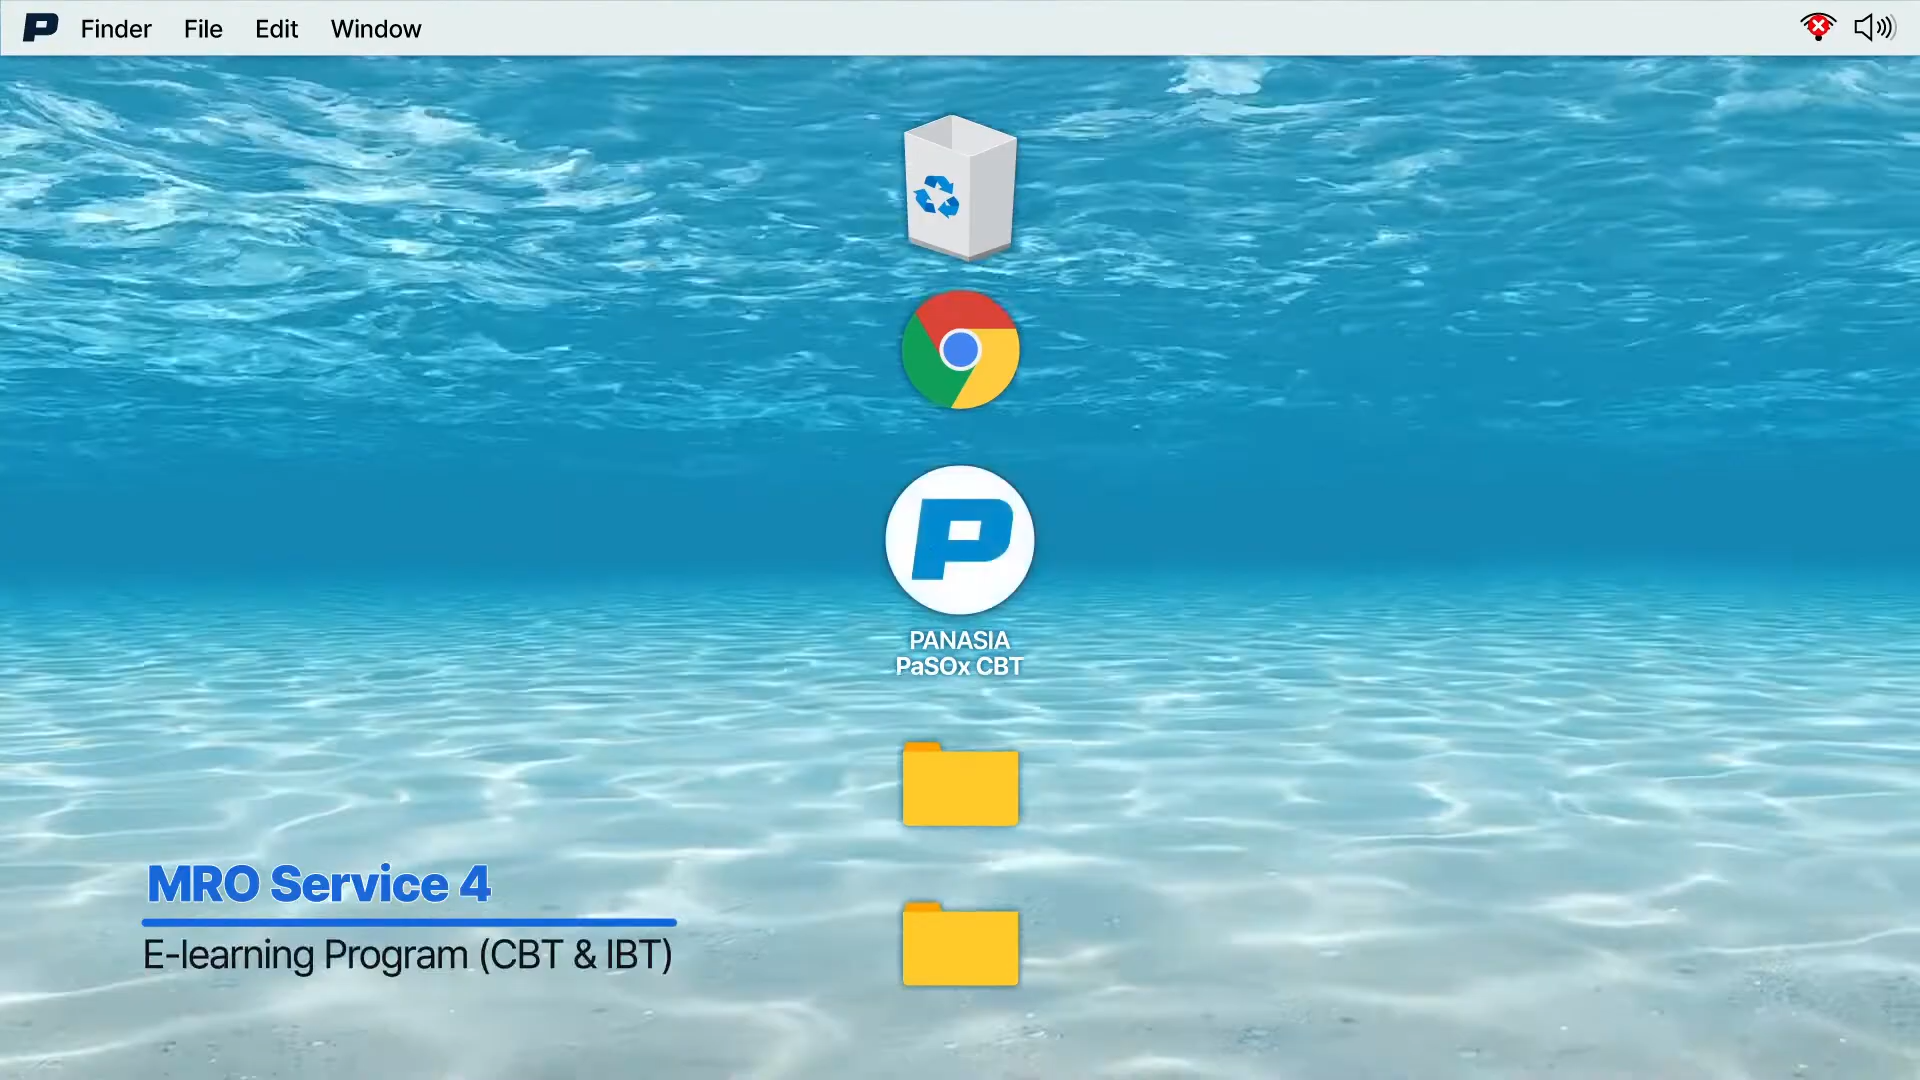 Finder File Edit Window
PANASIA
PaSOx CBT
MRO Service 4
E-learning Program (CBT & IBT)